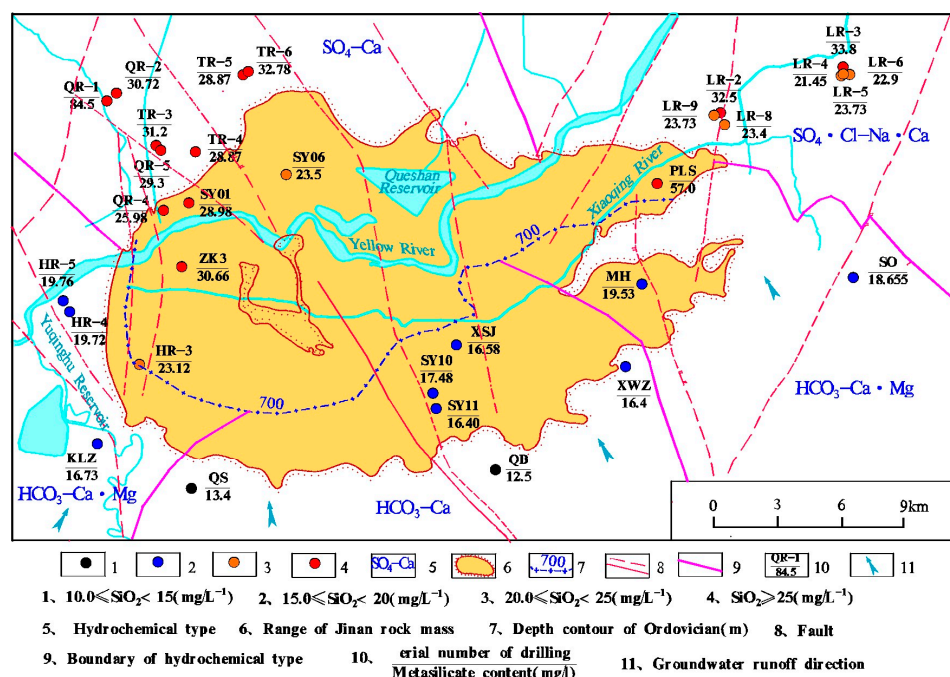 SO₄-Ca
TR-6
32.78
TR-5
28.87
QR-2
30.72
QR-1
84.5
TR-3
31.2
TR-4
28.87
QR-5
29.3
QR-4
25.98
SY01
28.98
SY06
23.5
Queshan
Reservoir
Xiaoqing River
PLS
57.0
LR-2
32.5
LR-9
23.73
LR-8
23.4
LR-3
33.8
LR-4
21.45
LR-6
22.9
LR-5
23.73
SO₄·Cl-Na·Ca
700
Yellow River
HR-5
19.76
HR-4
19.72
ZK3
30.66
MH
19.53
SO
18.655
Yuqinghu Reservoir
HR-3
23.12
XSJ
16.58
SY10
17.48
SY11
16.40
XWZ
16.4
700
HCO₃-Ca·Mg
KLZ
16.73
QS
13.4
QD
12.5
HCO₃-Ca·Mg
HCO₃-Ca
0 3 6 9km
1 2 3 4 SO₄-Ca 5 6 700 7 8 9 QR-1 84.5 10 11
1、10.0≤SiO₂<15(mg/L⁻¹) 2、15.0≤SiO₂<20(mg/L⁻¹) 3、20.0≤SiO₂<25(mg/L⁻¹) 4、SiO₂≥25(mg/L⁻¹)
5、 Hydrochemical type 6、Range of Jinan rock mass 7、Depth contour of Ordovician(m) 8、Fault
9、Boundary of hydrochemical type 10、 erial number of drilling
Metasilicate content(mg/l) 11、Groundwater runoff direction